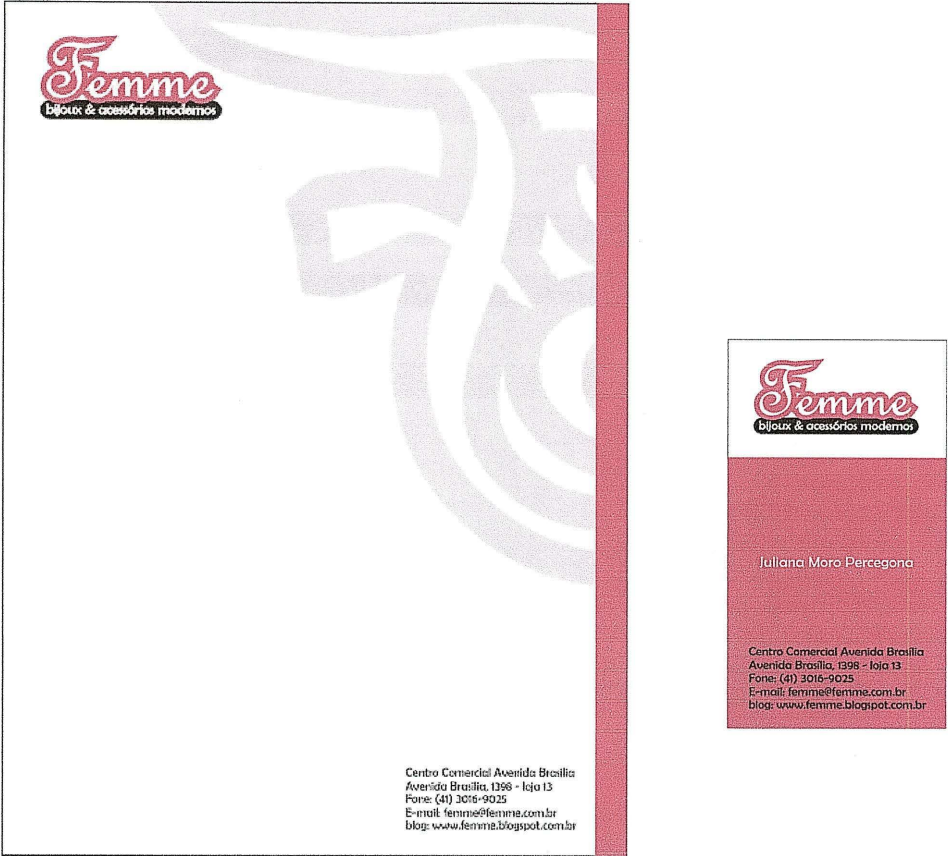 Femme
bijoux & acessórios modernos
Centro Comercial Avenida Brasília
Avenida Brasília, 1398 - loja 13
Fone: (41) 3016-9025
E-mail: femme@femme.com.br
blog: www.femme.blogspot.com.br
Femme
bijoux & acessórios modernos
Juliana Moro Percegona
Centro Comercial Avenida Brasília
Avenida Brasília, 1398 - loja 13
Fone: (41) 3016-9025
E-mail: femme@femme.com.br
blog: www.femme.blogspot.com.br